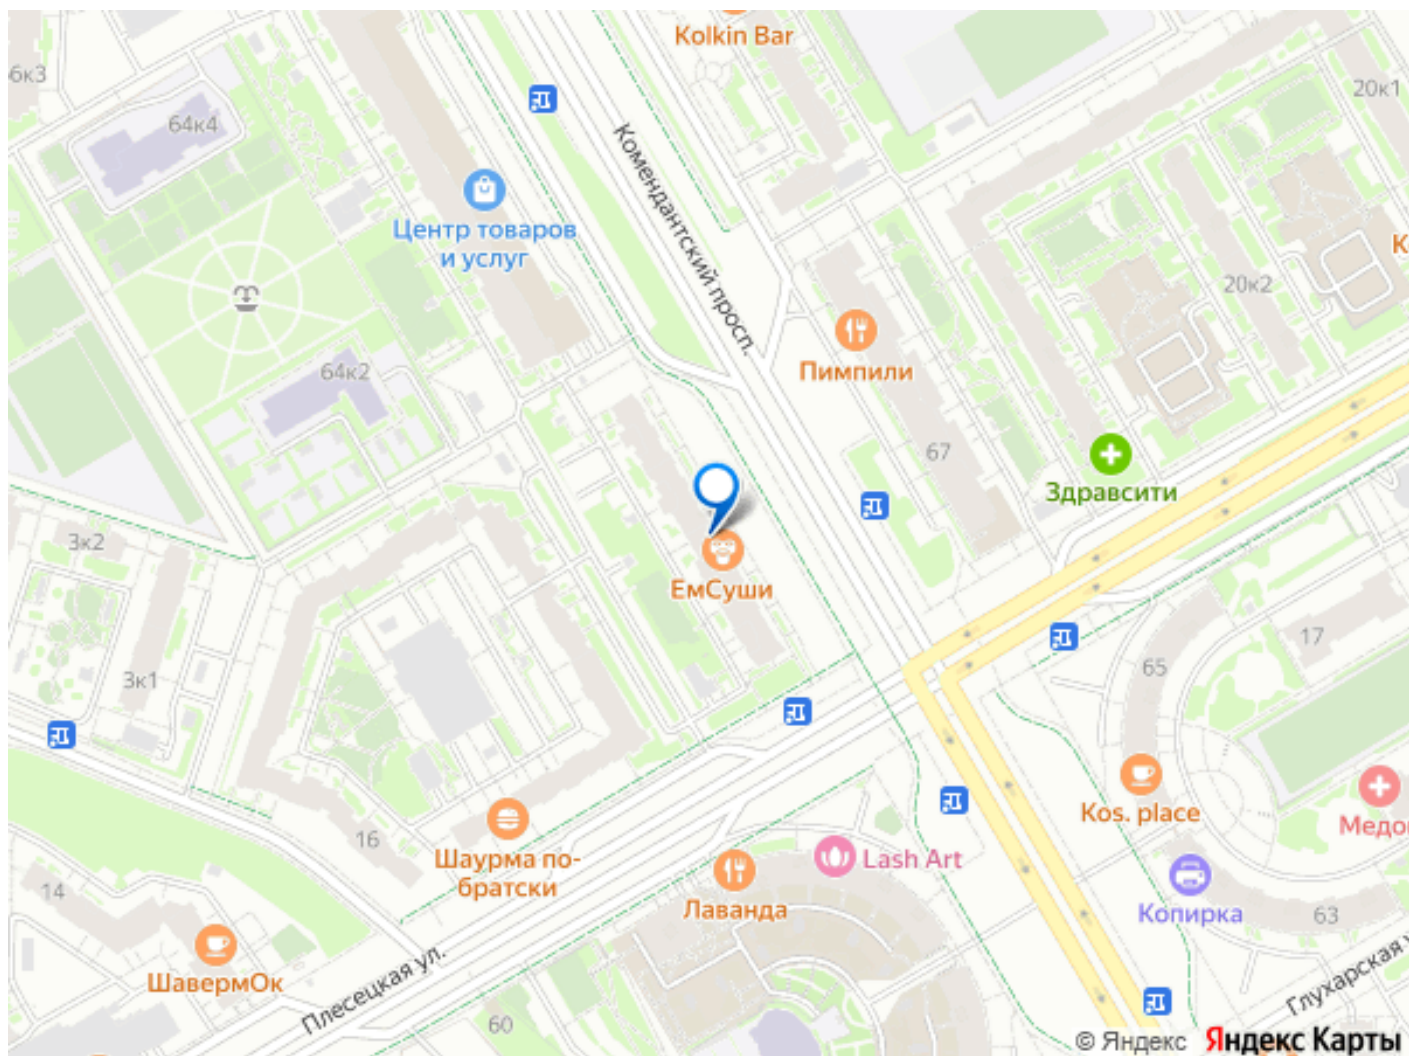 Kolkin Bar
6к3
20к1
64к4
Комендантский просп.
Центр товаров
и услуг
20к2
64к2
Пимпили
67
Здравсити
3к2
ЕмСуши
17
65
3к1
Kos. place
16
Шаурма по-
братски
Lash Art
Медо
14
Лаванда
Копирка
63
ШавермОк
Плесецкая ул.
Глухарская у
60
© Яндекс Яндекс Карты